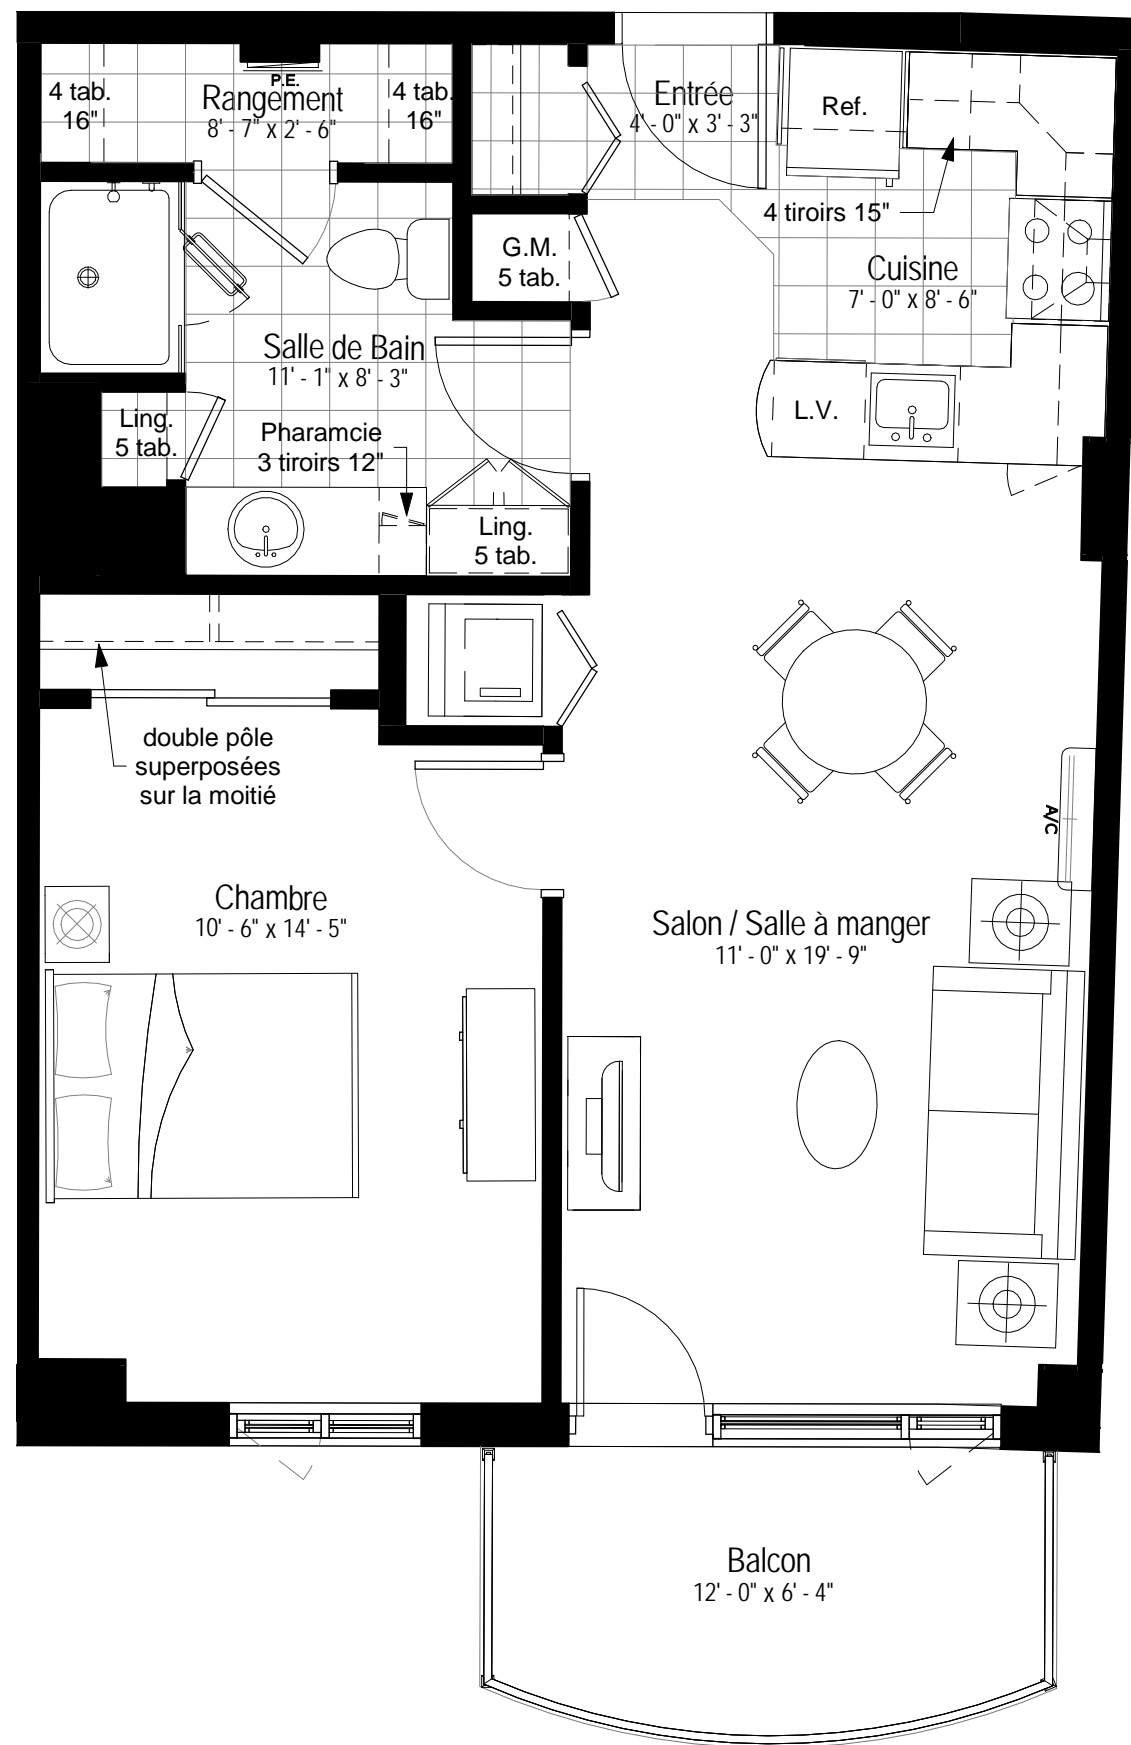 P.E.
4 tab.
16"
Rangement
8' - 7" x 2' - 6"
4 tab.
16"
Entrée
4' - 0" x 3' - 3"
Ref.
4 tiroirs 15"
G.M.
5 tab.
Cuisine
7' - 0" x 8' - 6"
Salle de Bain
11' - 1" x 8' - 3"
L.V.
Ling.
5 tab.
Pharamcie
3 tiroirs 12"
Ling.
5 tab.
double pôle
superposées
sur la moitié
A/C
Chambre
10' - 6" x 14' - 5"
Salon / Salle à manger
11' - 0" x 19' - 9"
Balcon
12' - 0" x 6' - 4"